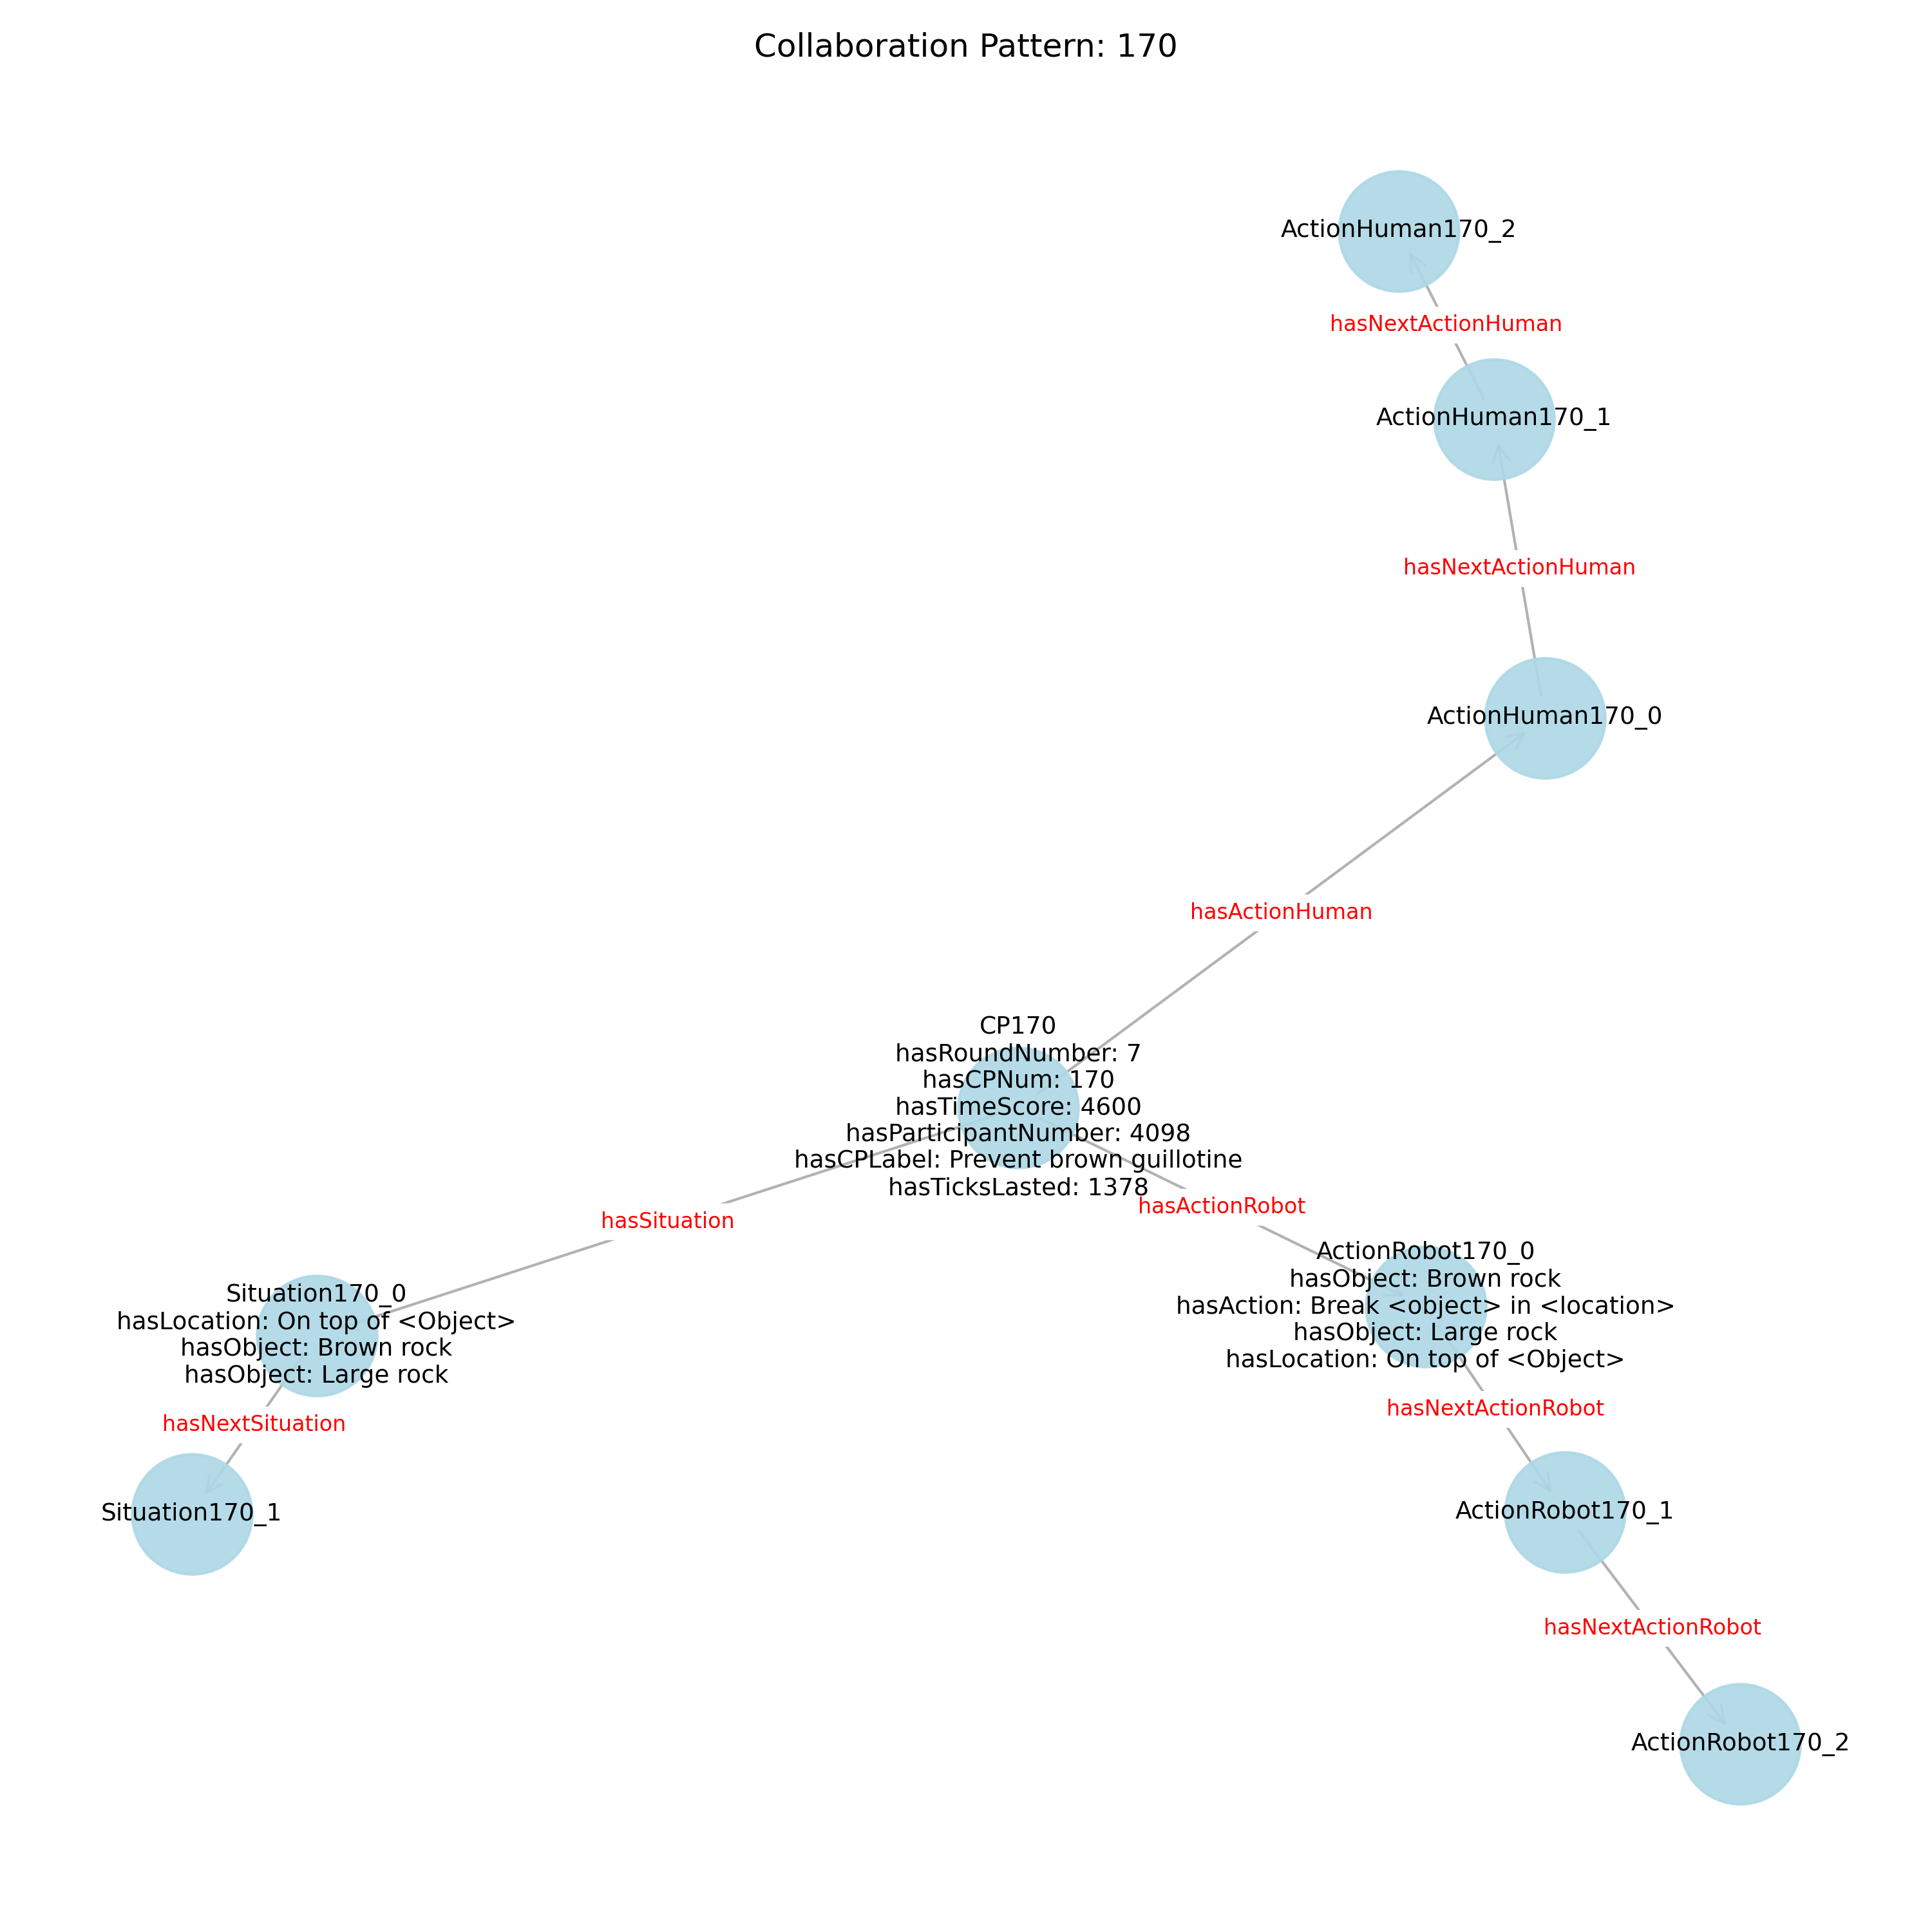 Collaboration Pattern: 170
ActionHuman170_2
hasNextActionHuman
ActionHuman170_1
hasNextActionHuman
ActionHuman170_0
hasActionHuman
CP170
hasRoundNumber: 7
hasCPNum: 170
hasTimeScore: 4600
hasParticipantNumber: 4098
hasCPLabel: Prevent brown guillotine
hasTicksLasted: 1378
hasActionRobot
hasSituation
ActionRobot170_0
hasObject: Brown rock
hasAction: Break <object> in <location>
hasObject: Large rock
hasLocation: On top of <Object>
Situation170_0
hasLocation: On top of <Object>
hasObject: Brown rock
hasObject: Large rock
hasNextActionRobot
hasNextSituation
ActionRobot170_1
Situation170_1
hasNextActionRobot
ActionRobot170_2